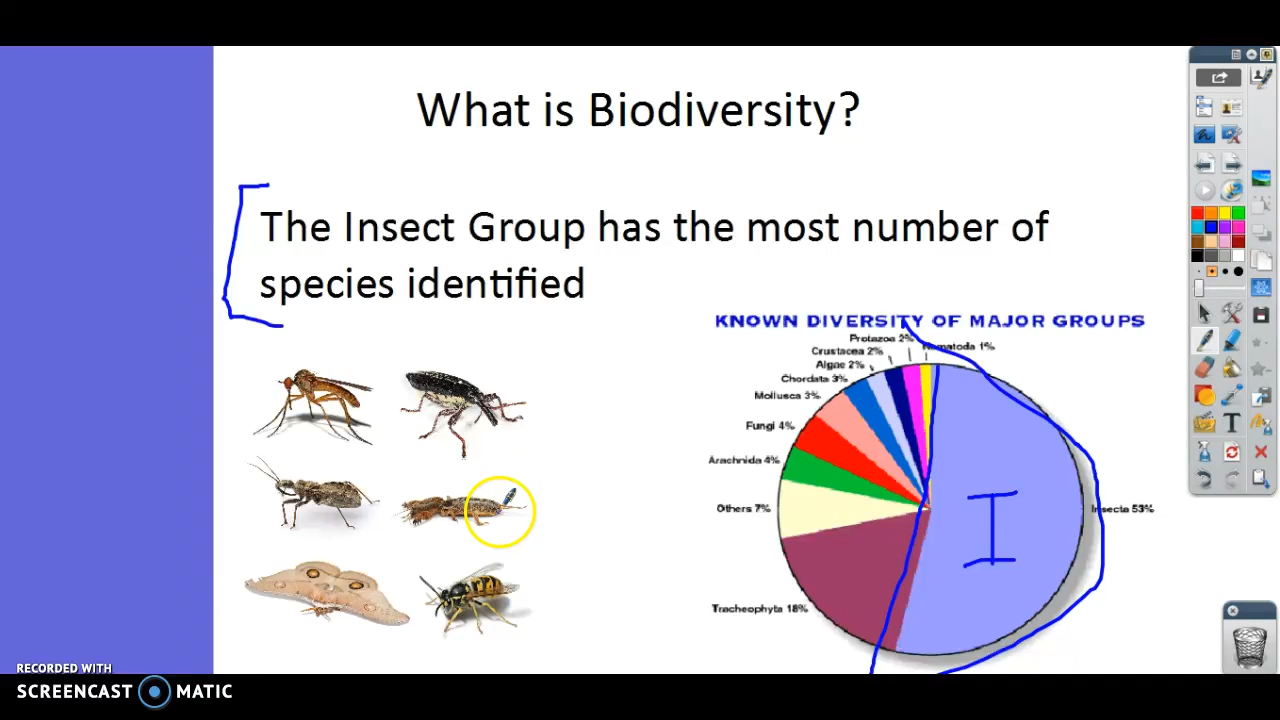 What is Biodiversity?
The Insect Group has the most number of
species identified
KNOWN DIVERSITY OF MAJOR GROUPS
Protazoa 2%
Nematoda 1%
Crustacea 2%
Algae 2%
Chordata 3%
Mollusca 3%
Fungi 4%
Arachnida 4%
Others 7%
Insecta 53%
I
Tracheophyta 18%
T
RECORDED WITH
SCREENCAST MATIC